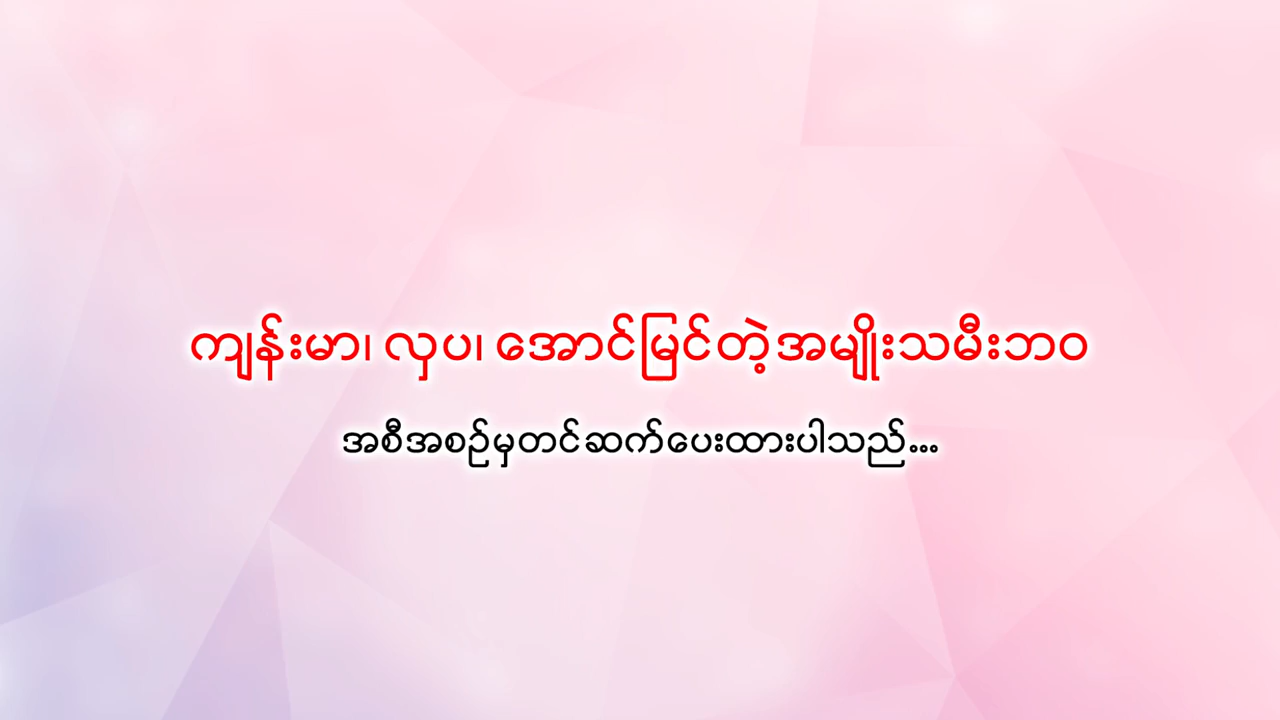 ကျန်းမာ၊ လှပ၊ အောင်မြင်တဲ့အမျိုးသမီးဘဝ
အစီအစဉ်မှတင်ဆက်ပေးထားပါသည်...